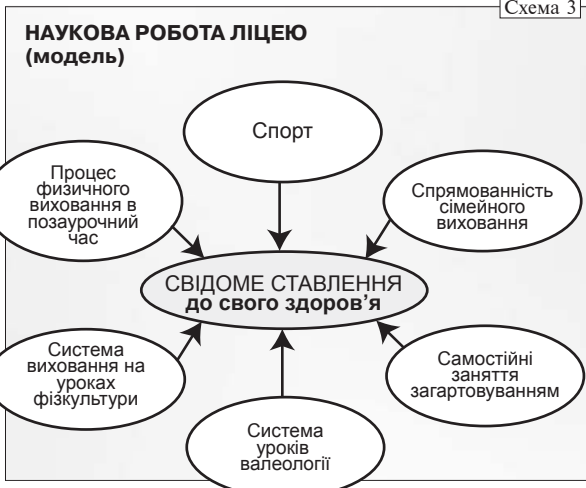 Схема 3
НАУКОВА РОБОТА ЛІЦЕЮ
(модель)
Спорт
Процес
физичного
виховання в
позаурочний
час
Спрямованність
сімейного
виховання
СВІДОМЕ СТАВЛЕННЯ
до свого здоров’я
Система
виховання на
уроках
фізкультури
Самостійні
заняття
загартовуванням
Система
уроків
валеології